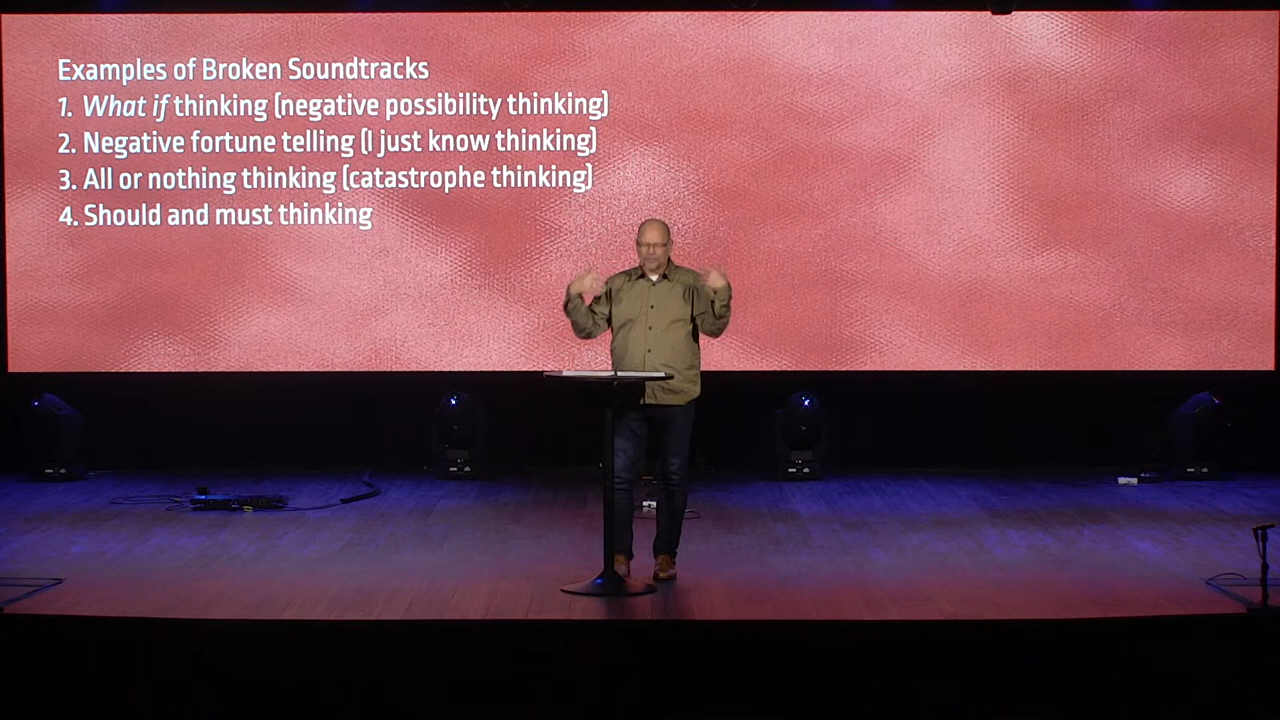 Examples of Broken Soundtracks
1. What if thinking (negative possibility thinking)
2. Negative fortune telling (I just know thinking)
3. All or nothing thinking (catastrophe thinking)
4. Should and must thinking